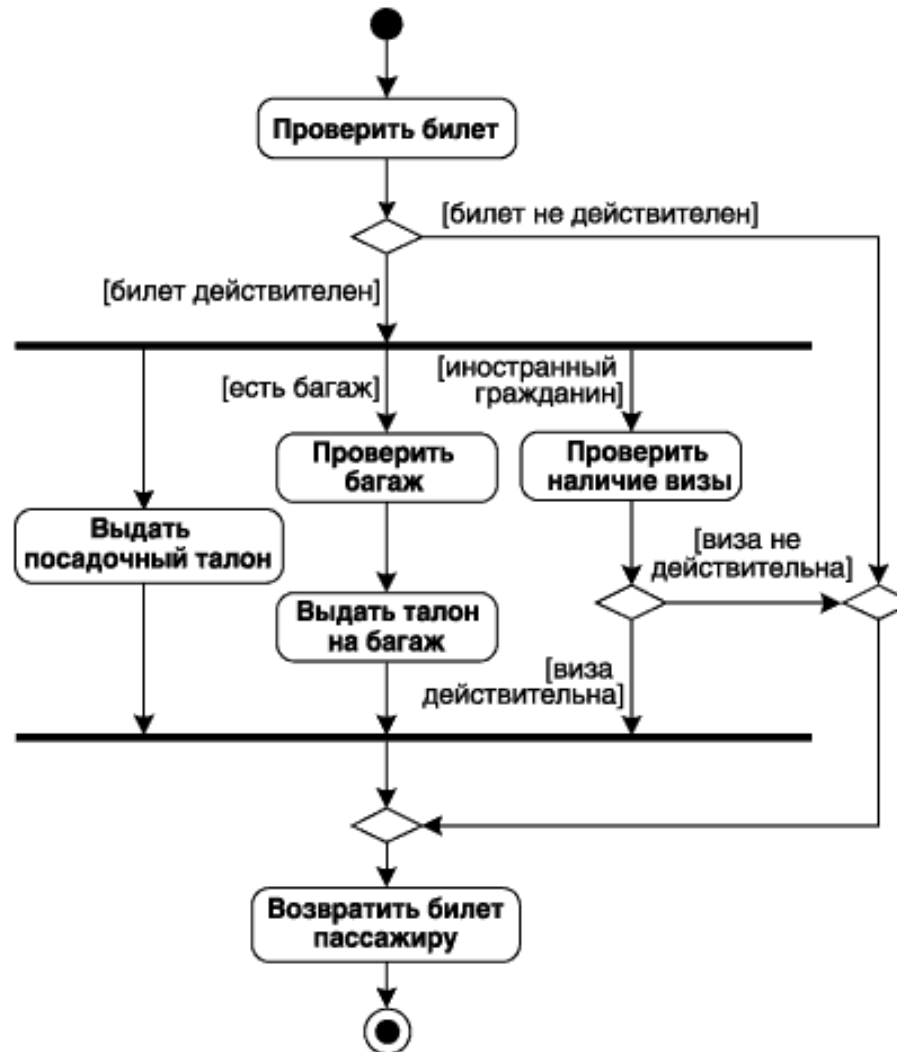 Проверить билет
[билет не действителен]
[билет действителен]
[есть багаж]
[иностранный
гражданин]
Проверить
багаж
Проверить
наличие визы
Выдать
посадочный талон
[виза не
действительна]
Выдать талон
на багаж
[виза
действительна]
Возвратить билет
пассажиру